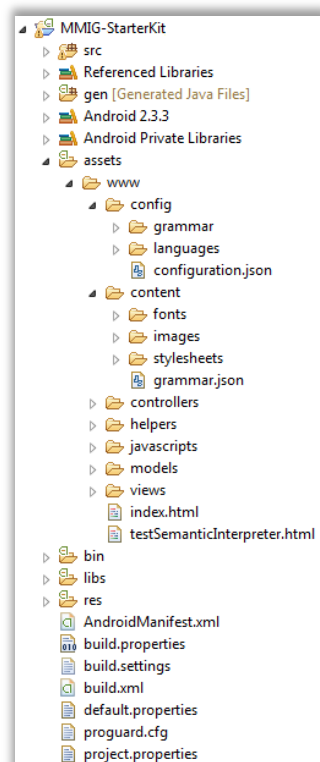 MMIG-StarterKit
src
Referenced Libraries
gen [Generated Java Files]
Android 2.3.3
Android Private Libraries
assets
www
config
grammar
languages
configuration.json
content
fonts
images
stylesheets
grammar.json
controllers
helpers
javascripts
models
views
index.html
testSemanticInterpreter.html
bin
libs
res
AndroidManifest.xml
build.properties
build.settings
build.xml
default.properties
proguard.cfg
project.properties